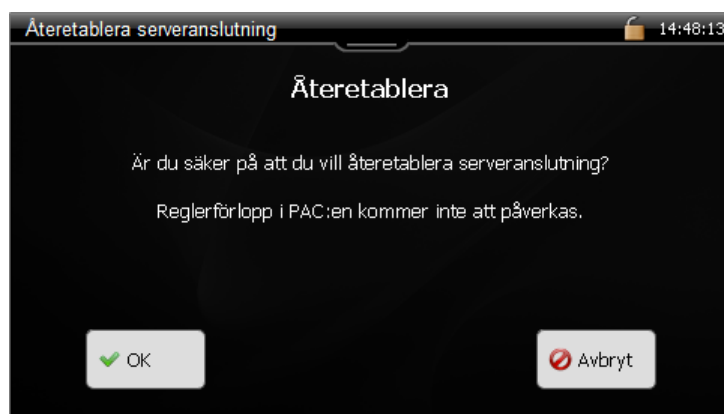 Återetablera serveranslutning
14:48:13
Återetablera
Är du säker på att du vill återetablera serveranslutning?
Reglerförlopp i PAC:en kommer inte att påverkas.
OK
Avbryt